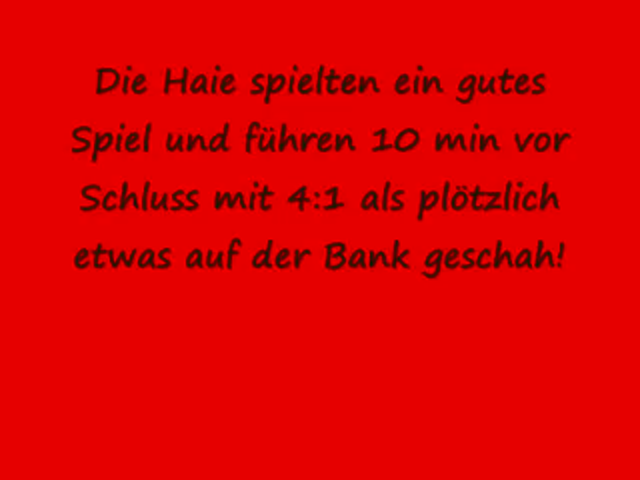 Die Haie spielten ein gutes
Spiel und führen 10 min vor
Schluss mit 4:1 als plötzlich
etwas auf der Bank geschah!